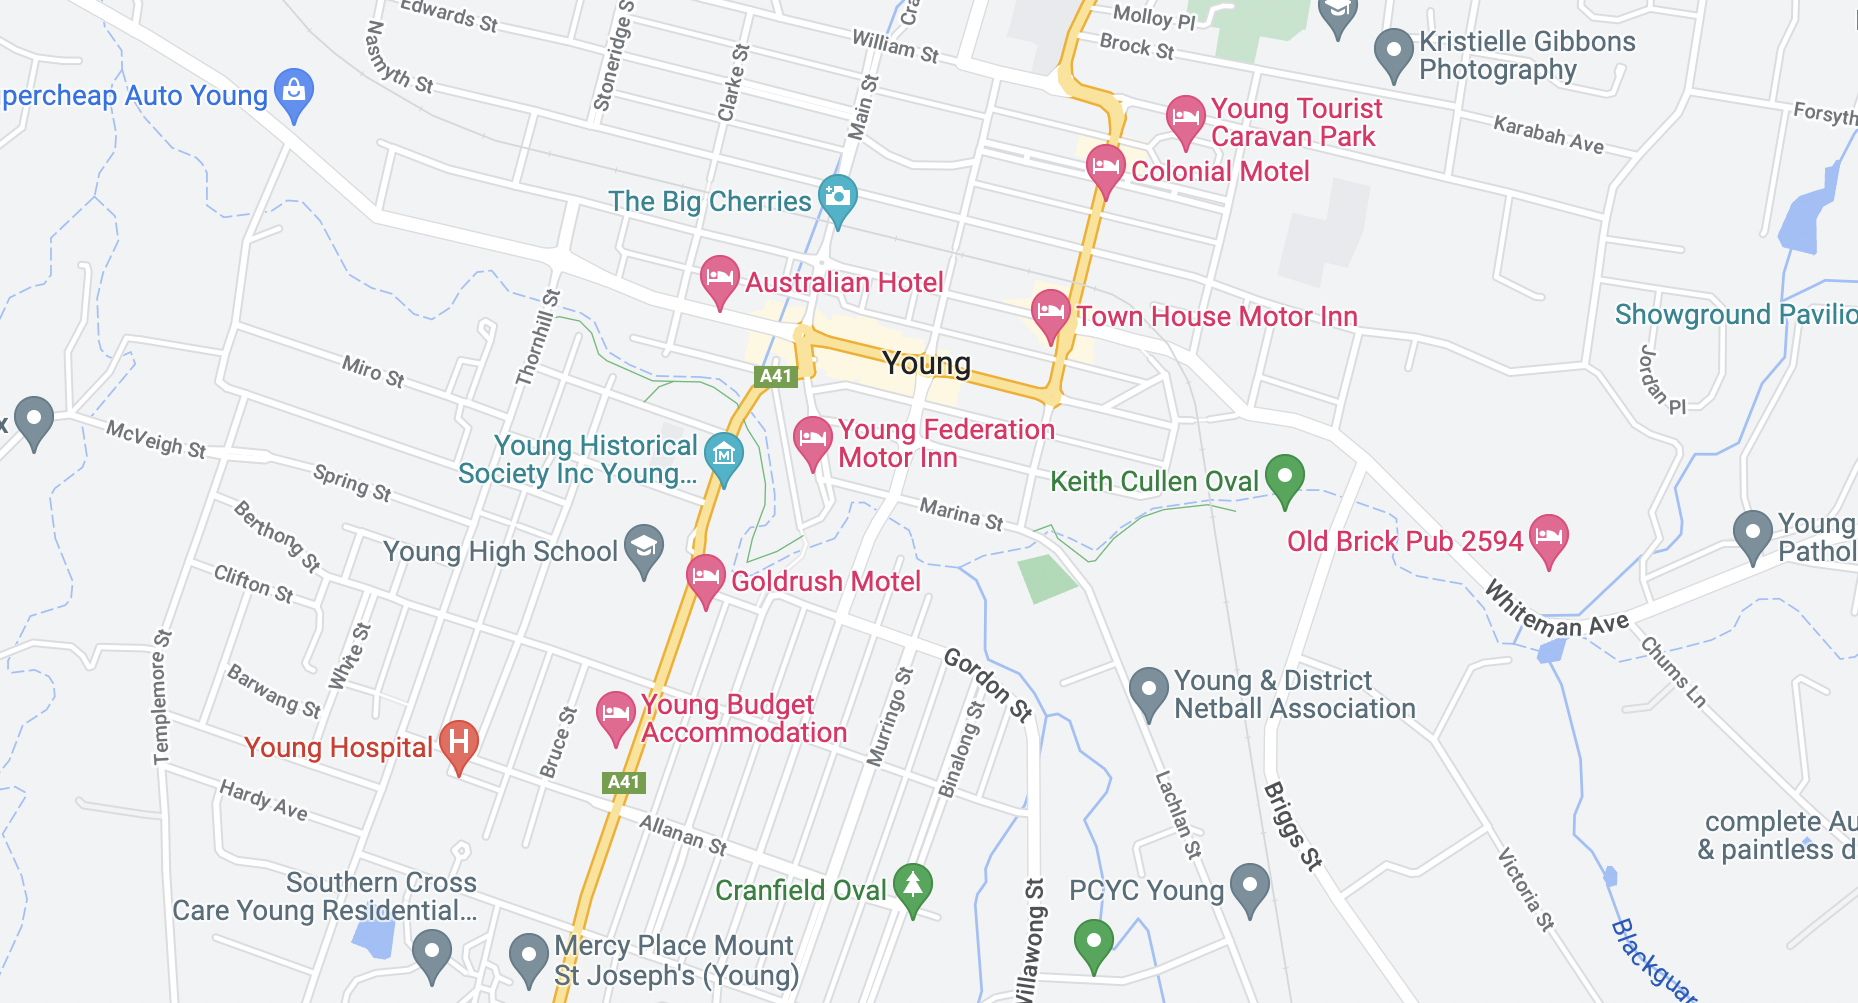 Edwards St
Cra
Molloy Pl
Brock St
William St
Kristielle Gibbons
Photography
Nasmyth St
Stoneridge S
Clarke St
Main St
percheap Auto Young
Young Tourist
Caravan Park
Karabah Ave
Forsyth
Colonial Motel
The Big Cherries
Australian Hotel
Thornhill St
Town House Motor Inn
Showground Pavilio
Miro St
Young
A41
Jordan Pl
x
McVeigh St
Young Historical
Society Inc Young...
M
Young Federation
Motor Inn
Spring St
Keith Cullen Oval
Marina St
Berthong St
Young High School
Old Brick Pub 2594
Young
Pathol
Clifton St
Goldrush Motel
Whiteman Ave
Templemore St
White St
Gordon St
Chums Ln
Barwang St
Young Budget
Accommodation
Murringo St
Binalong St
Young & District
Netball Association
Young Hospital
H
Bruce St
A41
Hardy Ave
Allanan St
Lachlan St
Briggs St
complete Au
& paintless d
Victoria St
Southern Cross
Care Young Residential...
Cranfield Oval
Villawong St
PCYC Young
Mercy Place Mount
St Joseph's (Young)
Blackguar